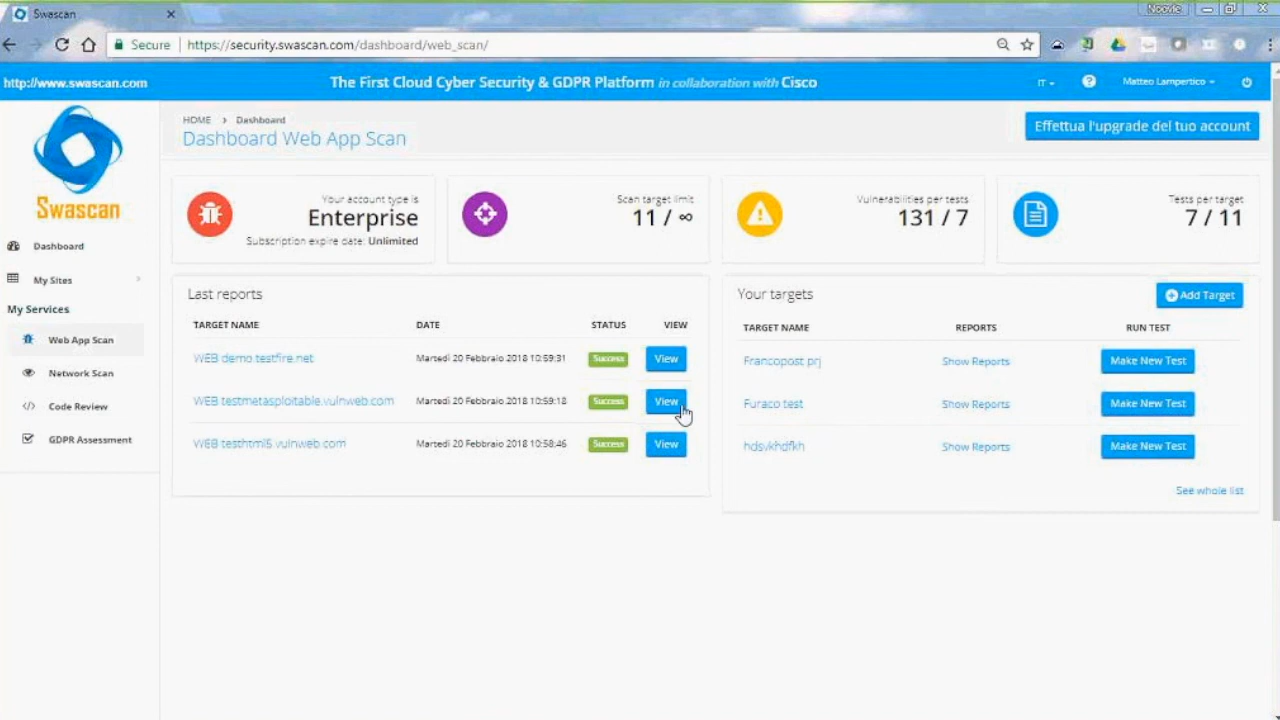 Swascan
Noovle
Secure
https://security.swascan.com/dashboard/web_scan/
http://www.swascan.com
The First Cloud Cyber Security & GDPR Platform in collaboration with Cisco
IT
Matteo Lampertico
Swascan
Dashboard
My Sites
My Services
Web App Scan
Network Scan
Code Review
GDPR Assessment
HOME > Dashboard
Dashboard Web App Scan
Effettua l'upgrade del tuo account
Your account type is
Enterprise
Subscription expire date: Unlimited
Scan target limit
11 / ∞
Vulnerabilities per tests
131 / 7
Tests per target
7 / 11
Last reports
TARGET NAME DATE STATUS VIEW
WEB demo.testfire.net Martedì 20 Febbraio 2018 10:59:31 Success View
WEB testmetasploitable.vulnweb.com Martedì 20 Febbraio 2018 10:59:18 Success View
WEB testhtml5.vulnweb.com Martedì 20 Febbraio 2018 10:58:46 Success View
Your targets
Add Target
TARGET NAME REPORTS RUN TEST
Francopost prj Show Reports Make New Test
Furaco test Show Reports Make New Test
hdsvkhdfkh Show Reports Make New Test
See whole list